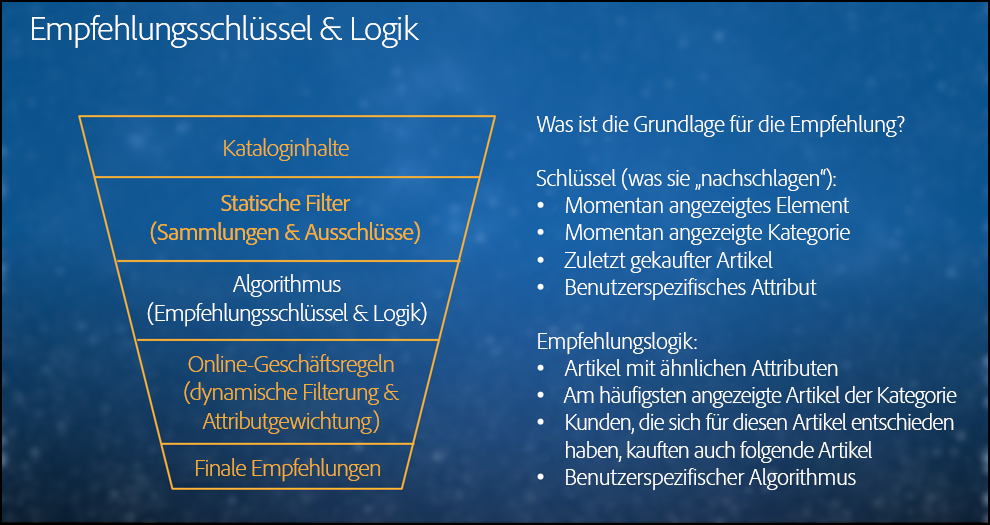 Empfehlungsschlüssel & Logik
Kataloginhalte
Statische Filter
(Sammlungen & Ausschlüsse)
Algorithmus
(Empfehlungsschlüssel & Logik)
Online-Geschäftsregeln
(dynamische Filterung &
Attributgewichtung)
Finale Empfehlungen
Was ist die Grundlage für die Empfehlung?
Schlüssel (was sie „nachschlagen“):
• Momentan angezeigtes Element
• Momentan angezeigte Kategorie
• Zuletzt gekaufter Artikel
• Benutzerspezifisches Attribut
Empfehlungslogik:
• Artikel mit ähnlichen Attributen
• Am häufigsten angezeigte Artikel der Kategorie
• Kunden, die sich für diesen Artikel entschieden
haben, kauften auch folgende Artikel
• Benutzerspezifischer Algorithmus